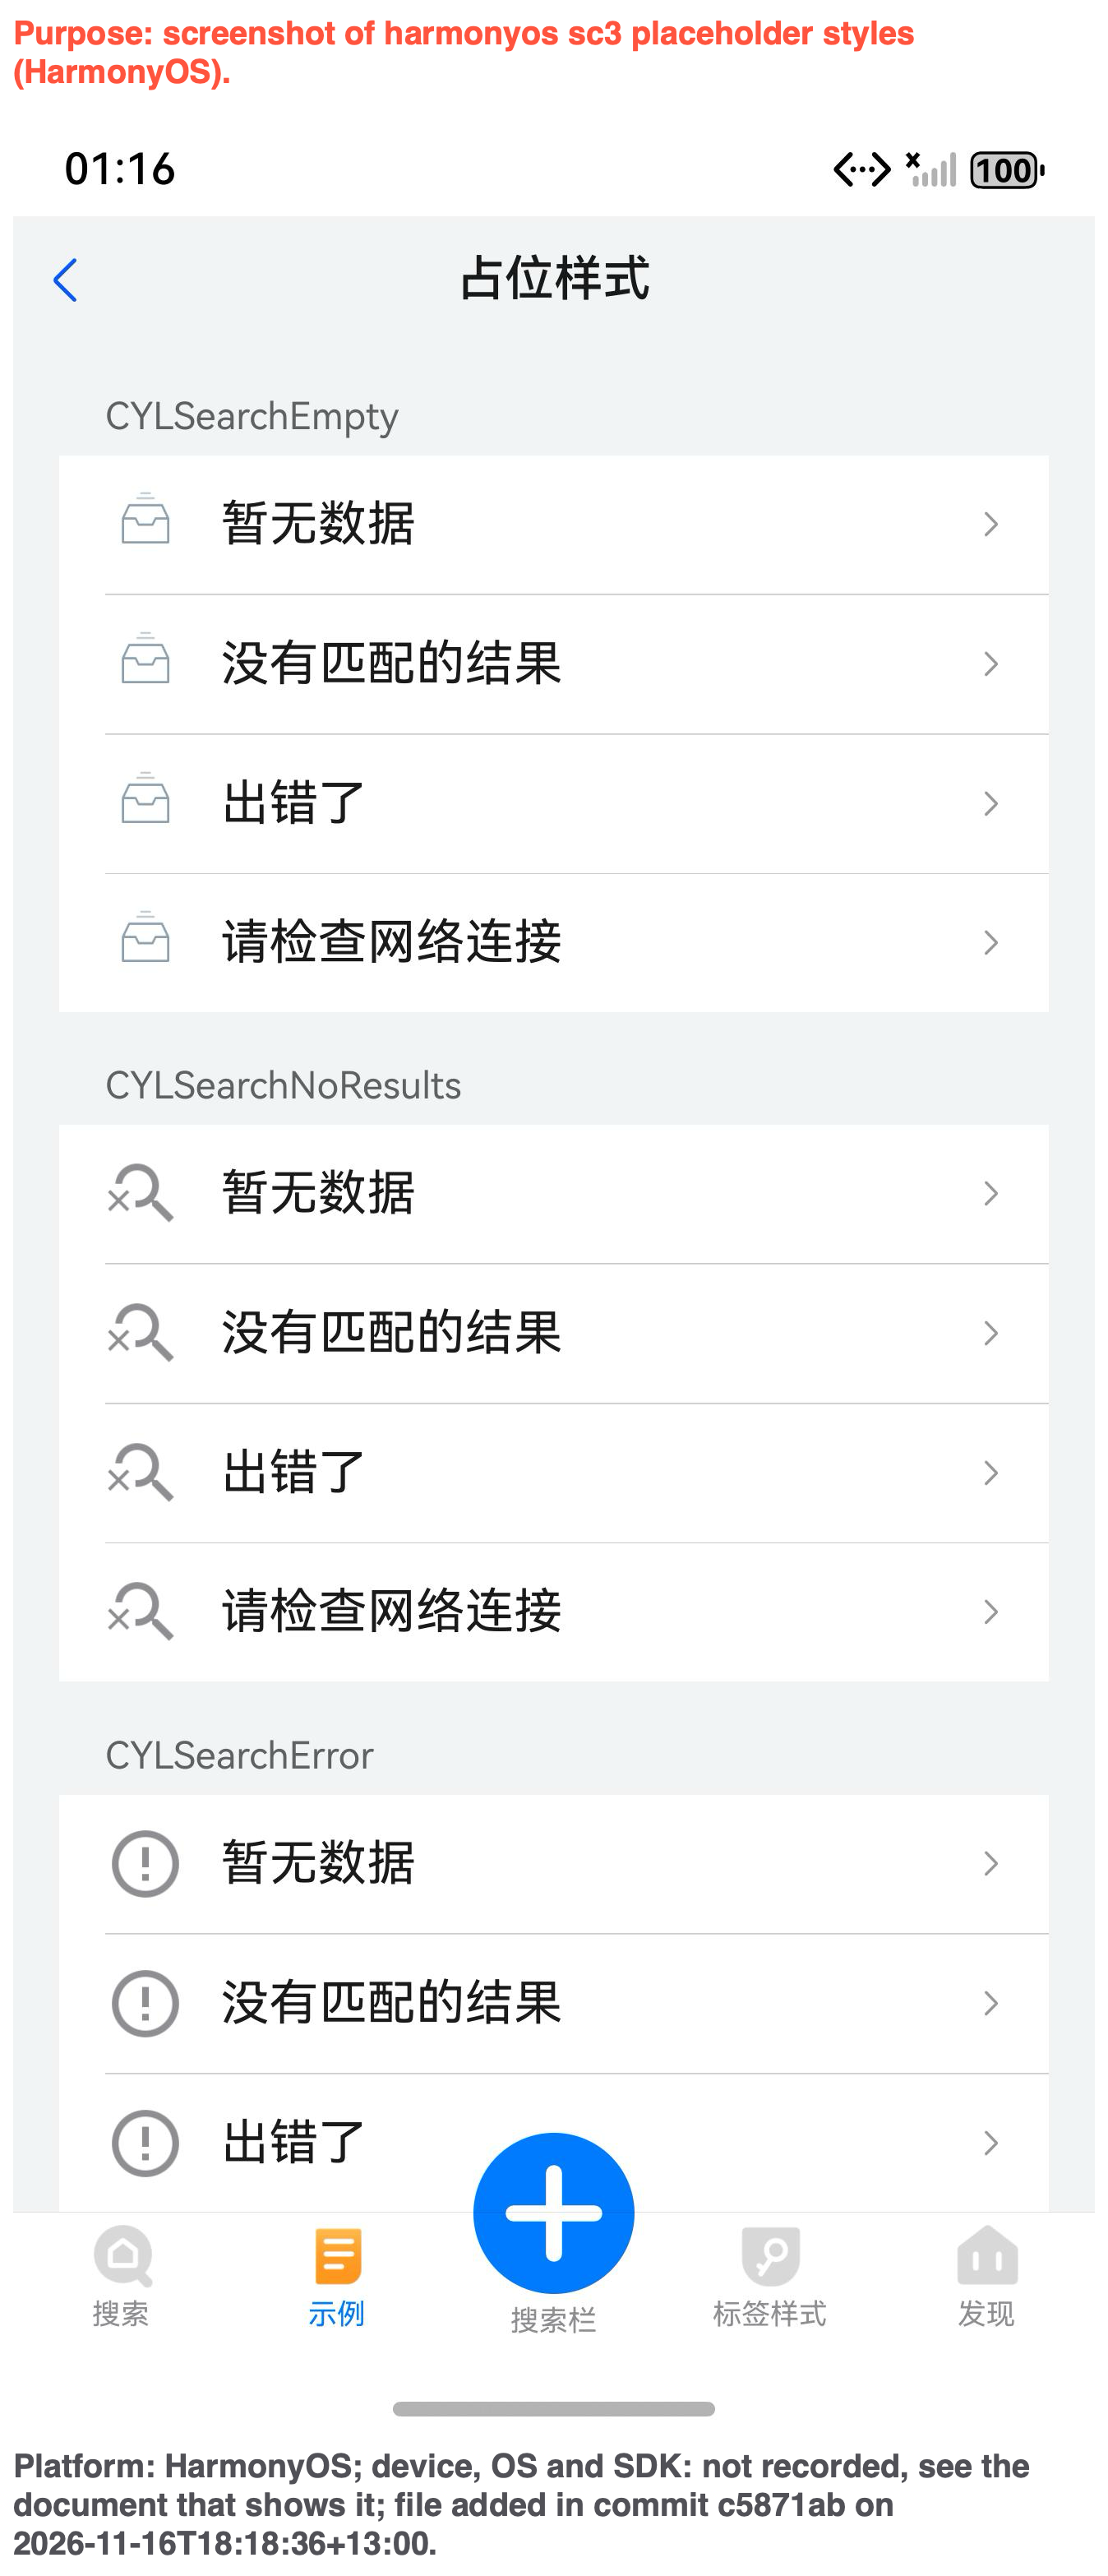 Purpose: screenshot of harmonyos sc3 placeholder styles
(HarmonyOS).
01:16
100
占位样式
CYLSearchEmpty
暂无数据
没有匹配的结果
出错了
请检查网络连接
CYLSearchNoResults
暂无数据
没有匹配的结果
出错了
请检查网络连接
CYLSearchError
暂无数据
没有匹配的结果
出错了
搜索
示例
搜索栏
标签样式
发现
Platform: HarmonyOS; device, OS and SDK: not recorded, see the
document that shows it; file added in commit c5871ab on
2026-11-16T18:18:36+13:00.